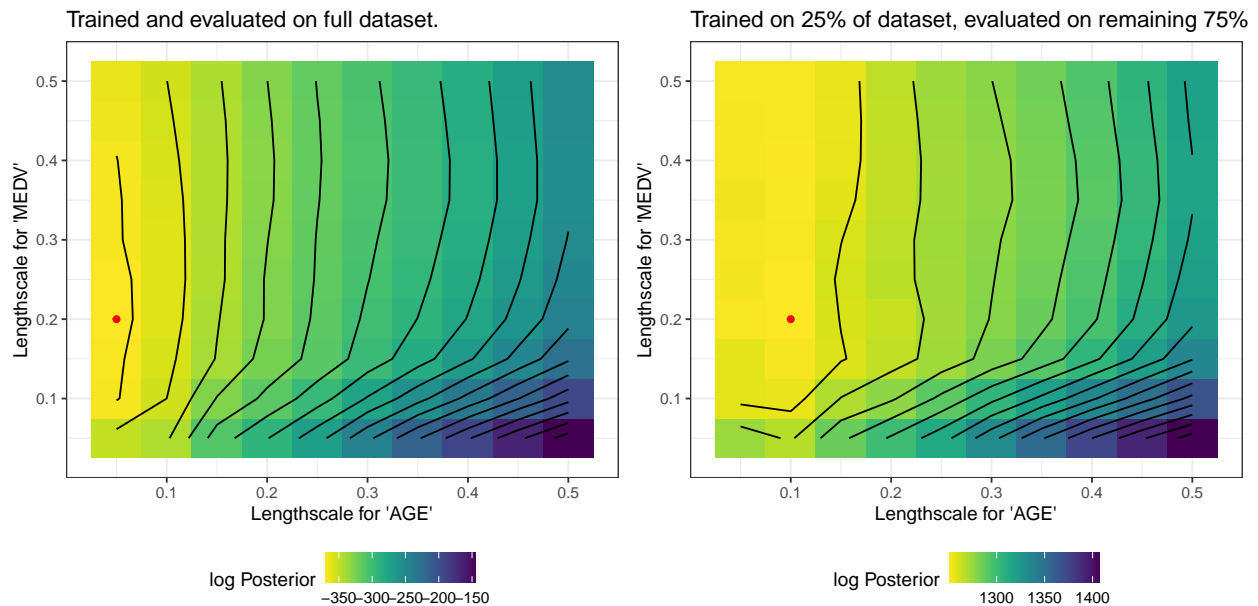 Trained and evaluated on full dataset.
0.5
0.4
0.3
0.2
0.1
Lengthscale for 'MEDV'
0.1 0.2 0.3 0.4 0.5
Lengthscale for 'AGE'
log Posterior
−350 −300 −250 −200 −150
Trained on 25% of dataset, evaluated on remaining 75%
0.5
0.4
0.3
0.2
0.1
Lengthscale for 'MEDV'
0.1 0.2 0.3 0.4 0.5
Lengthscale for 'AGE'
log Posterior
1300 1350 1400